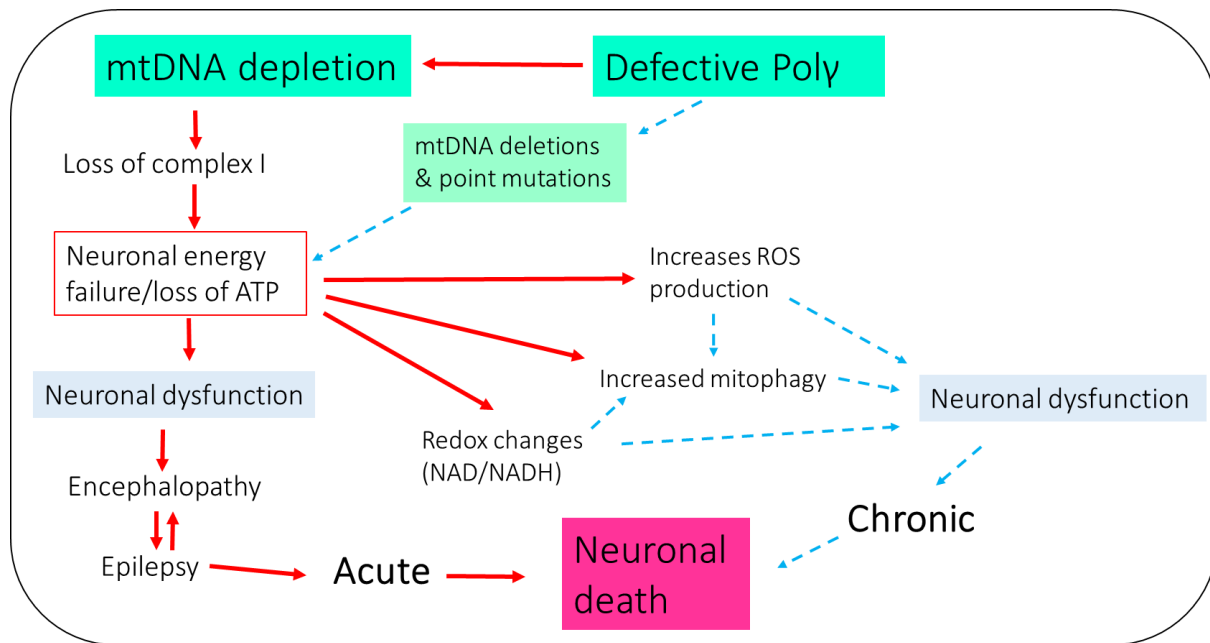 mtDNA depletion
Defective Polγ
mtDNA deletions
& point mutations
Loss of complex I
Neuronal energy
failure/loss of ATP
Increases ROS
production
Increased mitophagy
Neuronal dysfunction
Neuronal dysfunction
Redox changes
(NAD/NADH)
Encephalopathy
Chronic
Epilepsy
Acute
Neuronal
death